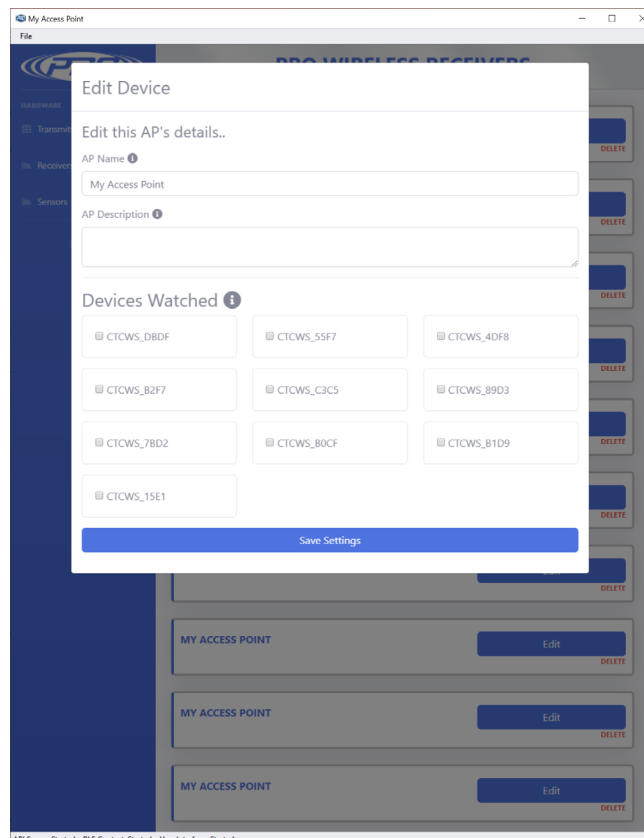 My Access Point
File
PRO WIRELESS RECEIVERS
HARDWARE
Transmit
Receiver
Sensors
Edit Device
Edit this AP's details..
AP Name
My Access Point
AP Description
Devices Watched
CTCWS_DBDF
CTCWS_55F7
CTCWS_4DF8
CTCWS_B2F7
CTCWS_C3C5
CTCWS_89D3
CTCWS_7BD2
CTCWS_B0CF
CTCWS_B1D9
CTCWS_15E1
Save Settings
DELETE
DELETE
DELETE
DELETE
DELETE
DELETE
DELETE
MY ACCESS POINT
Edit
DELETE
MY ACCESS POINT
Edit
DELETE
MY ACCESS POINT
Edit
DELETE